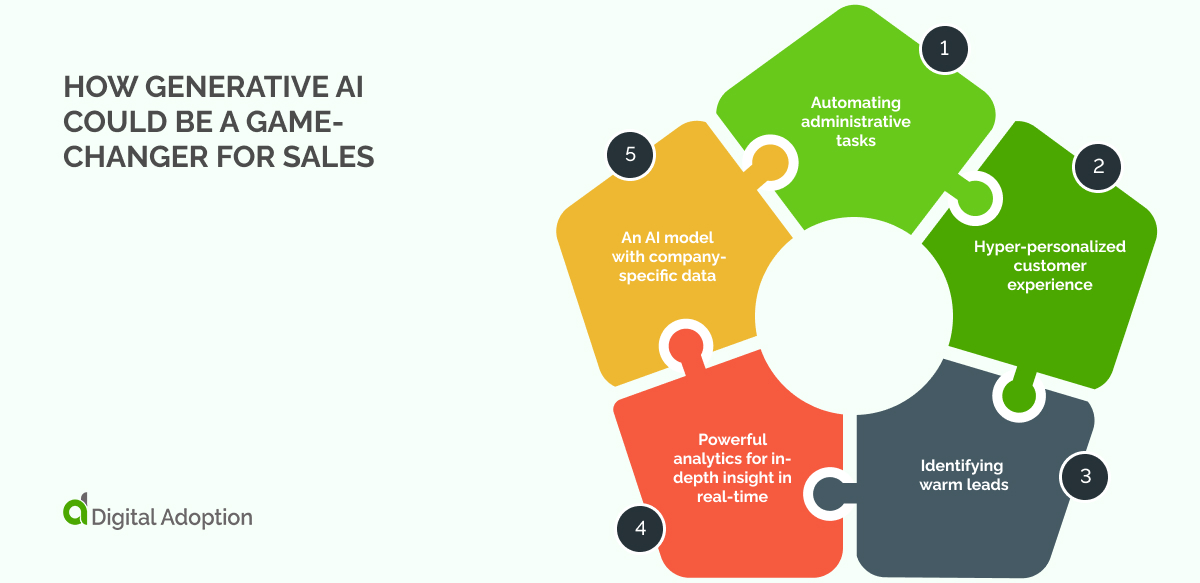 HOW GENERATIVE AI
COULD BE A GAME-
CHANGER FOR SALES
1
Automating
administrative
tasks
2
Hyper-personalized
customer
experience
3
Identifying
warm leads
4
Powerful
analytics for in-
depth insight in
real-time
5
An AI model
with company-
specific data
Digital Adoption